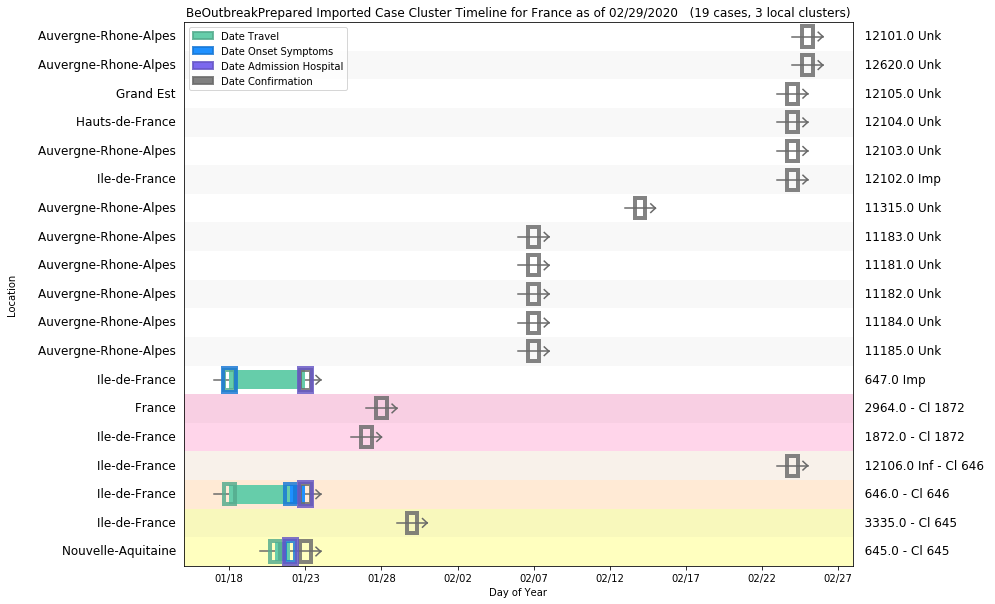 BeOutbreakPrepared Imported Case Cluster Timeline for France as of 02/29/2020   (19 cases, 3 local clusters)
Date Travel
Date Onset Symptoms
Date Admission Hospital
Date Confirmation
Auvergne-Rhone-Alpes 12101.0 Unk
Auvergne-Rhone-Alpes 12620.0 Unk
Grand Est 12105.0 Unk
Hauts-de-France 12104.0 Unk
Auvergne-Rhone-Alpes 12103.0 Unk
Ile-de-France 12102.0 Imp
Auvergne-Rhone-Alpes 11315.0 Unk
Auvergne-Rhone-Alpes 11183.0 Unk
Auvergne-Rhone-Alpes 11181.0 Unk
Auvergne-Rhone-Alpes 11182.0 Unk
Auvergne-Rhone-Alpes 11184.0 Unk
Auvergne-Rhone-Alpes 11185.0 Unk
Ile-de-France 647.0 Imp
France 2964.0 - Cl 1872
Ile-de-France 1872.0 - Cl 1872
Ile-de-France 12106.0 Inf - Cl 646
Ile-de-France 646.0 - Cl 646
Ile-de-France 3335.0 - Cl 645
Nouvelle-Aquitaine 645.0 - Cl 645
Location
01/18 01/23 01/28 02/02 02/07 02/12 02/17 02/22 02/27
Day of Year